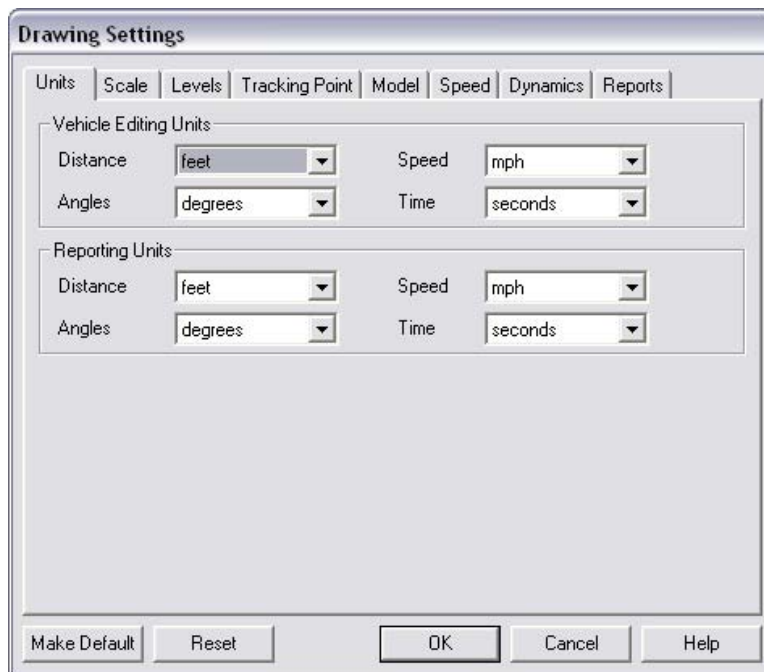 Drawing Settings
Units Scale Levels Tracking Point Model Speed Dynamics Reports
Vehicle Editing Units
Distance feet Speed mph
Angles degrees Time seconds
Reporting Units
Distance feet Speed mph
Angles degrees Time seconds
Make Default Reset OK Cancel Help